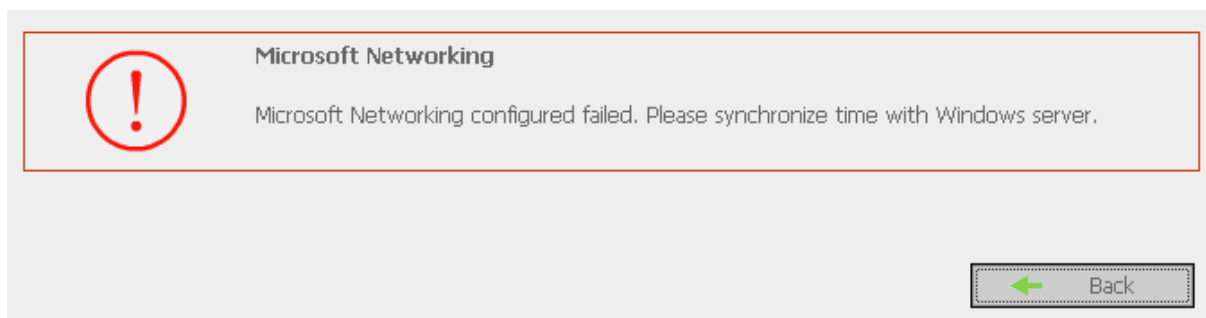 Microsoft Networking
Microsoft Networking configured failed. Please synchronize time with Windows server.
Back